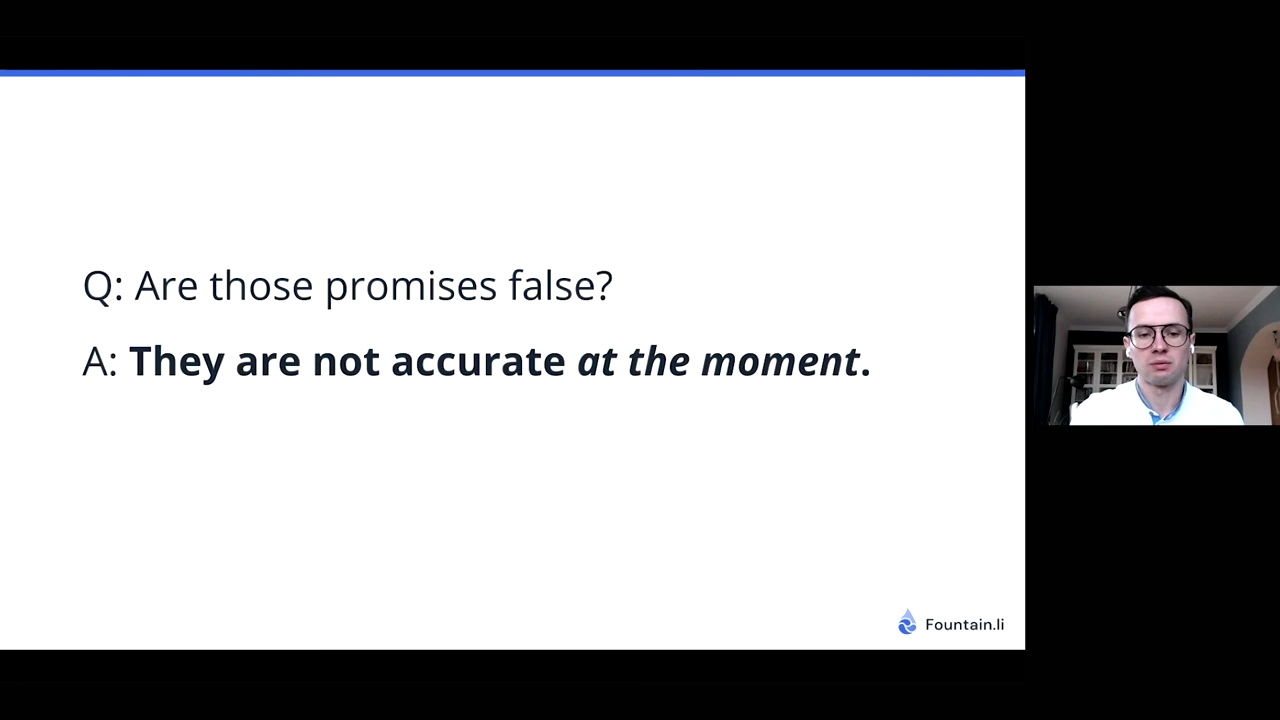 Q: Are those promises false?
A: They are not accurate at the moment.
Fountain.li